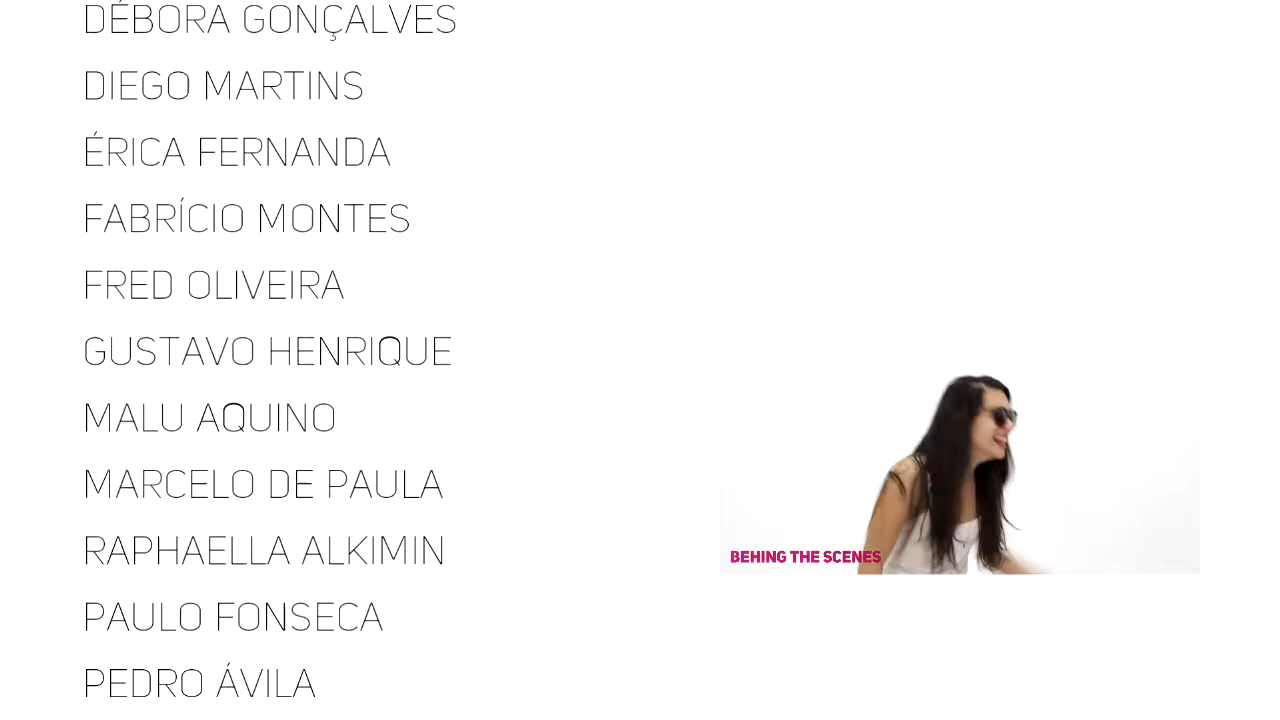 DÉBORA GONÇALVES
DIEGO MARTINS
ÉRICA FERNANDA
FABRÍCIO MONTES
FRED OLIVEIRA
GUSTAVO HENRIQUE
MALU AQUINO
MARCELO DE PAULA
RAPHAELLA ALKIMIN
PAULO FONSECA
PEDRO ÁVILA
BEHING THE SCENES